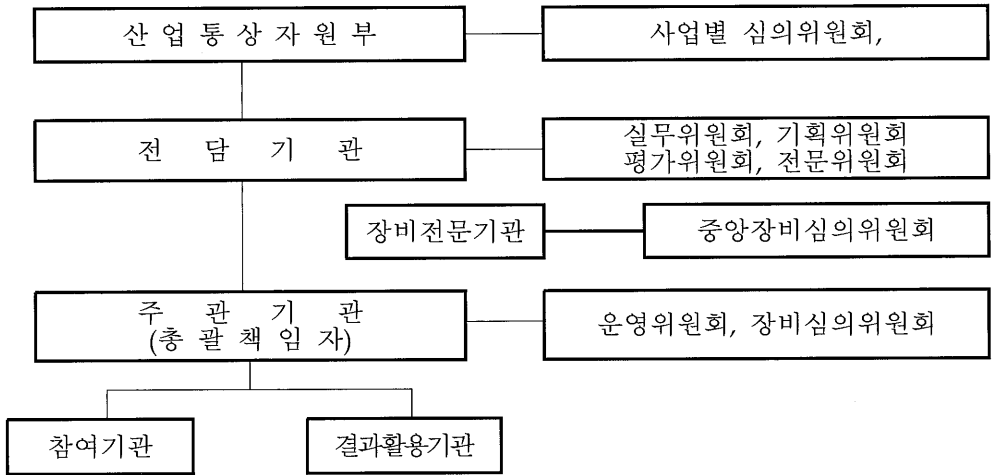 산 업 통 상 자 원 부
사업별 심의위원회,
전 담 기 관
실무위원회, 기획위원회
평가위원회, 전문위원회
장비전문기관
중앙장비심의위원회
주 관 기 관
(총 괄 책 임 자)
운영위원회, 장비심의위원회
참여기관
결과활용기관